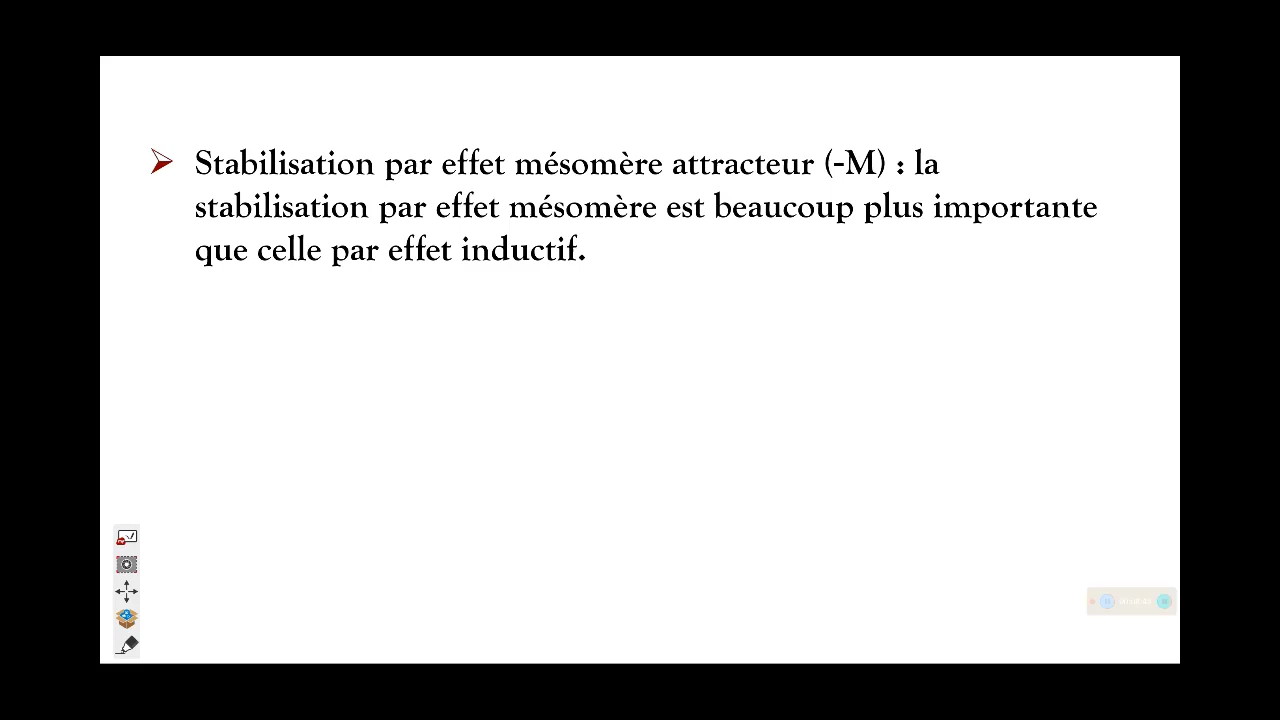 Stabilisation par effet mésomère attracteur (-M) : la
stabilisation par effet mésomère est beaucoup plus importante
que celle par effet inductif.